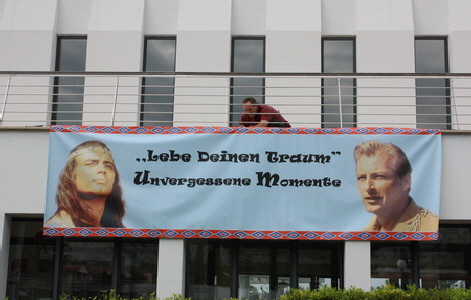 „Lebe Deinen Traum"
Unvergessene Momente